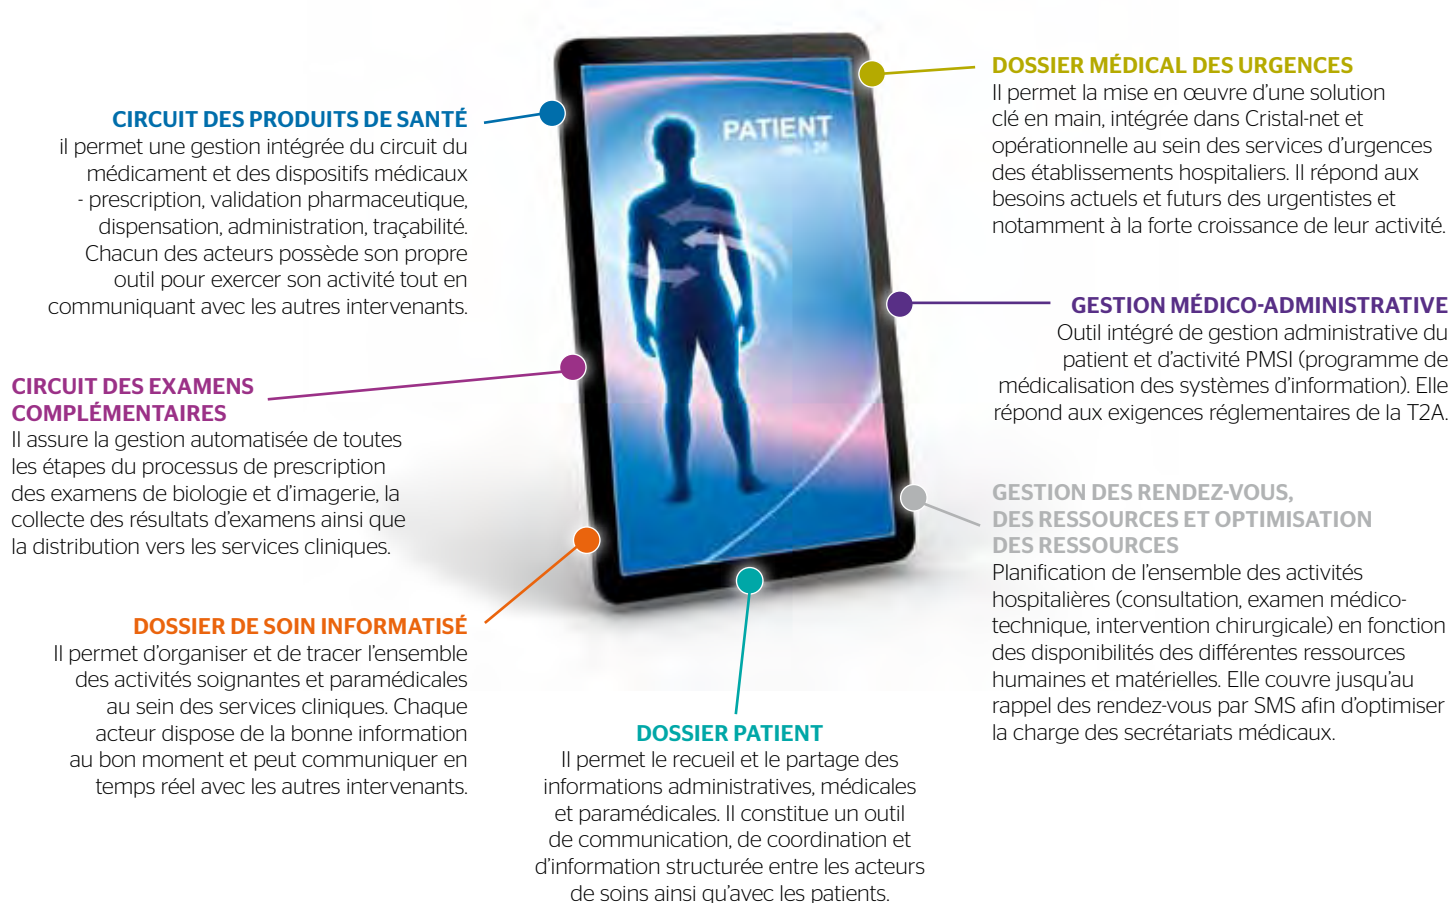 CIRCUIT DES PRODUITS DE SANTÉ
il permet une gestion intégrée du circuit du
médicament et des dispositifs médicaux
- prescription, validation pharmaceutique,
dispensation, administration, traçabilité.
Chacun des acteurs possède son propre
outil pour exercer son activité tout en
communiquant avec les autres intervenants.
CIRCUIT DES EXAMENS
COMPLÉMENTAIRES
Il assure la gestion automatisée de toutes
les étapes du processus de prescription
des examens de biologie et d'imagerie, la
collecte des résultats d'examens ainsi que
la distribution vers les services cliniques.
DOSSIER DE SOIN INFORMATISÉ
Il permet d'organiser et de tracer l'ensemble
des activités soignantes et paramédicales
au sein des services cliniques. Chaque
acteur dispose de la bonne information
au bon moment et peut communiquer en
temps réel avec les autres intervenants.
PATIENT
DOSSIER PATIENT
Il permet le recueil et le partage des
informations administratives, médicales
et paramédicales. Il constitue un outil
de communication, de coordination et
d'information structurée entre les acteurs
de soins ainsi qu'avec les patients.
DOSSIER MÉDICAL DES URGENCES
Il permet la mise en œuvre d'une solution
clé en main, intégrée dans Cristal-net et
opérationnelle au sein des services d'urgences
des établissements hospitaliers. Il répond aux
besoins actuels et futurs des urgentistes et
notamment à la forte croissance de leur activité.
GESTION MÉDICO-ADMINISTRATIVE
Outil intégré de gestion administrative du
patient et d'activité PMSI (programme de
médicalisation des systèmes d'information). Elle
répond aux exigences réglementaires de la T2A.
GESTION DES RENDEZ-VOUS,
DES RESSOURCES ET OPTIMISATION
DES RESSOURCES
Planification de l'ensemble des activités
hospitalières (consultation, examen médico-
technique, intervention chirurgicale) en fonction
des disponibilités des différentes ressources
humaines et matérielles. Elle couvre jusqu'au
rappel des rendez-vous par SMS afin d'optimiser
la charge des secrétariats médicaux.